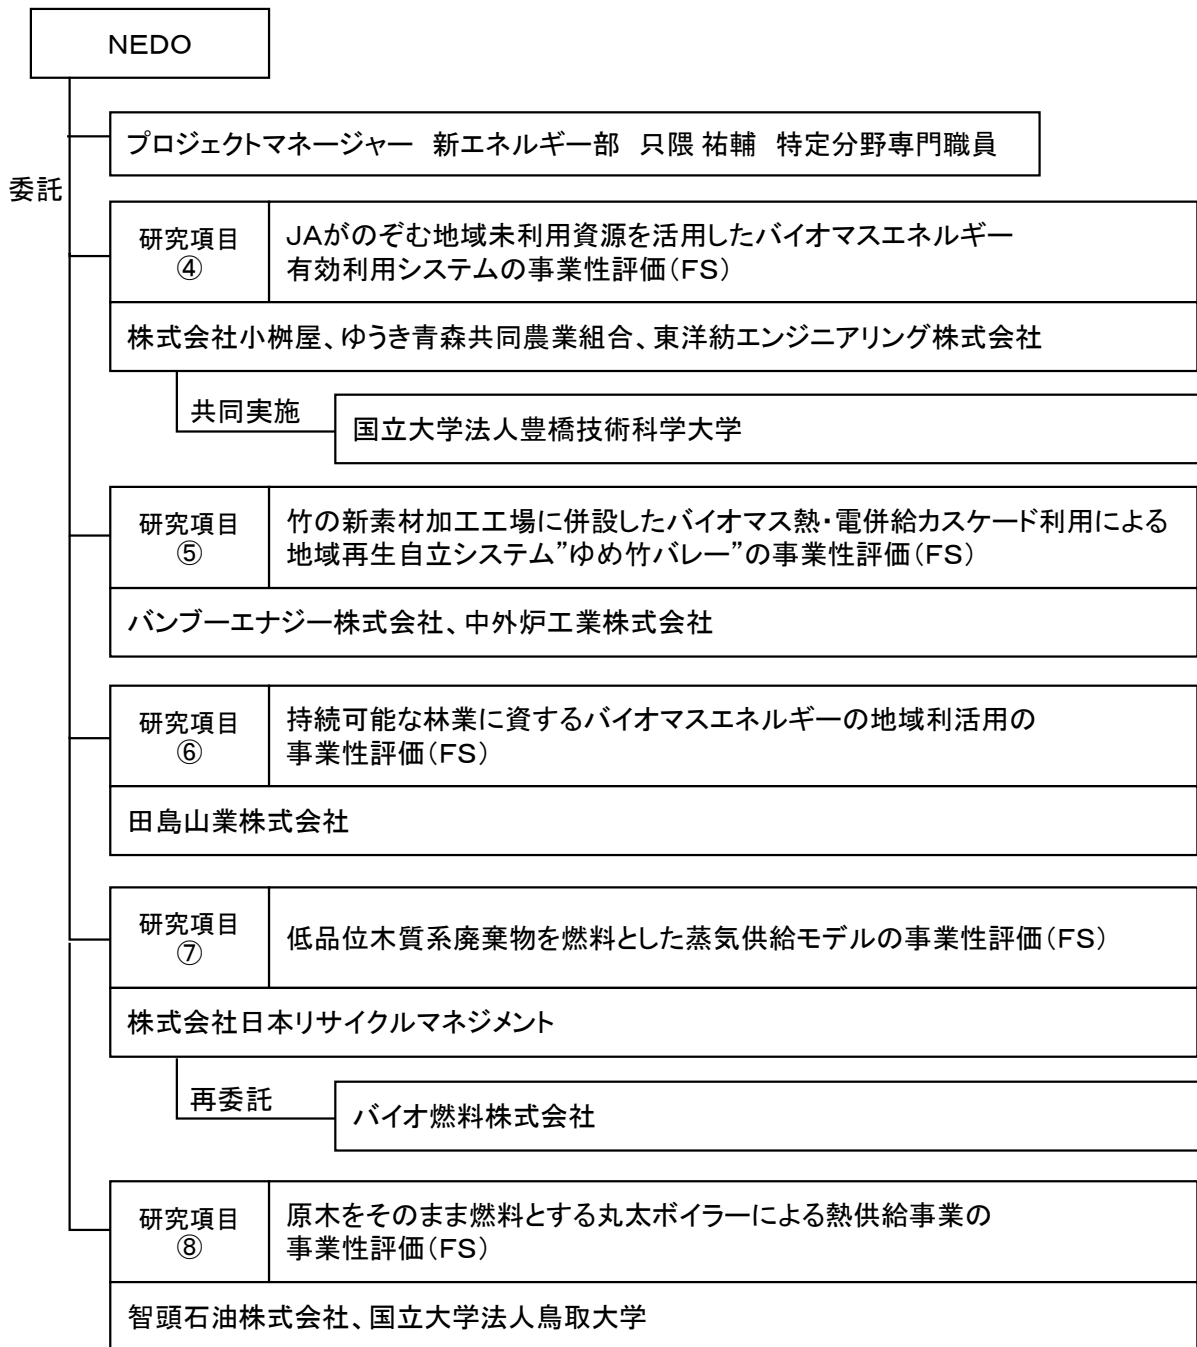 NEDO
プロジェクトマネージャー　新エネルギー部　只隈 祐輔　特定分野専門職員
委託
研究項目
④
JAがのぞむ地域未利用資源を活用したバイオマスエネルギー
有効利用システムの事業性評価(FS)
株式会社小桝屋、ゆうき青森共同農業組合、東洋紡エンジニアリング株式会社
共同実施
国立大学法人豊橋技術科学大学
研究項目
⑤
竹の新素材加工工場に併設したバイオマス熱・電併給カスケード利用による
地域再生自立システム”ゆめ竹バレー”の事業性評価(FS)
バンブーエナジー株式会社、中外炉工業株式会社
研究項目
⑥
持続可能な林業に資するバイオマスエネルギーの地域利活用の
事業性評価(FS)
田島山業株式会社
研究項目
⑦
低品位木質系廃棄物を燃料とした蒸気供給モデルの事業性評価(FS)
株式会社日本リサイクルマネジメント
再委託
バイオ燃料株式会社
研究項目
⑧
原木をそのまま燃料とする丸太ボイラーによる熱供給事業の
事業性評価(FS)
智頭石油株式会社、国立大学法人鳥取大学